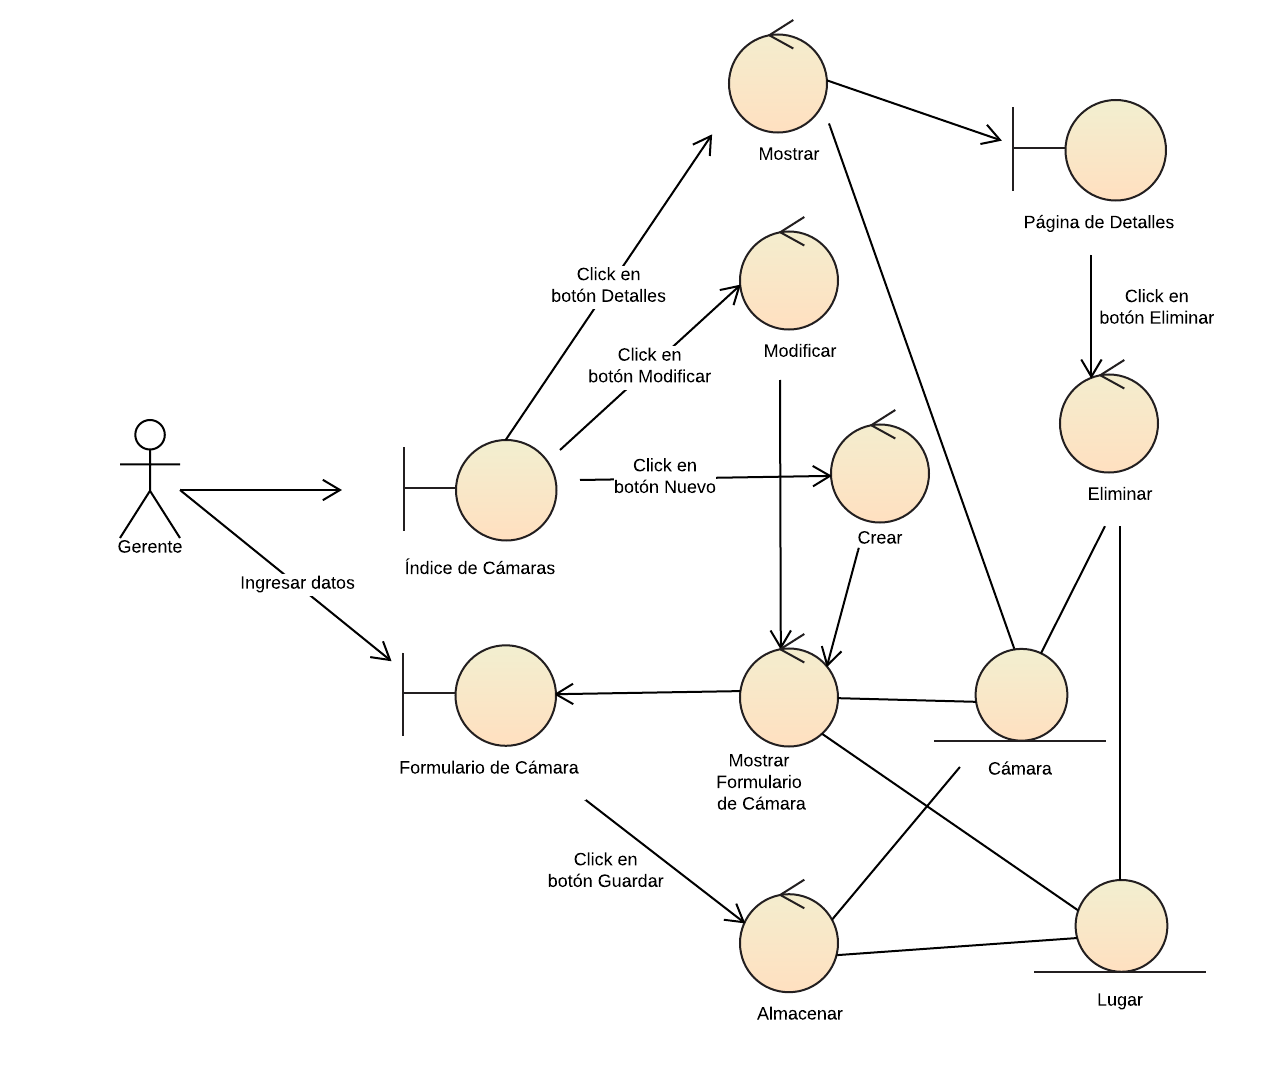 Mostrar
Página de Detalles
Click en
botón Detalles
Click en
botón Eliminar
Modificar
Click en
botón Modificar
Click en
botón Nuevo
Eliminar
Crear
Gerente
Índice de Cámaras
Ingresar datos
Formulario de Cámara
Mostrar
Formulario
de Cámara
Cámara
Click en
botón Guardar
Almacenar
Lugar